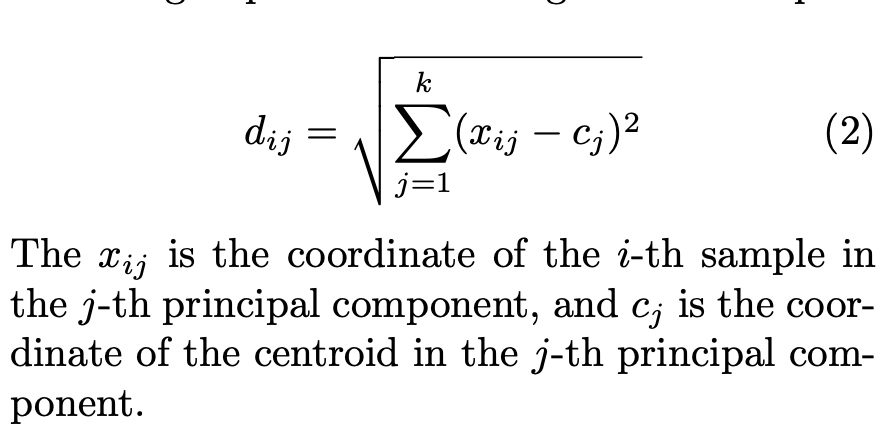 d_{ij} = \sqrt{\sum_{j=1}^{k} (x_{ij} - c_j)^2} (2)
The x_{ij} is the coordinate of the i-th sample in
the j-th principal component, and c_j is the coor-
dinate of the centroid in the j-th principal com-
ponent.